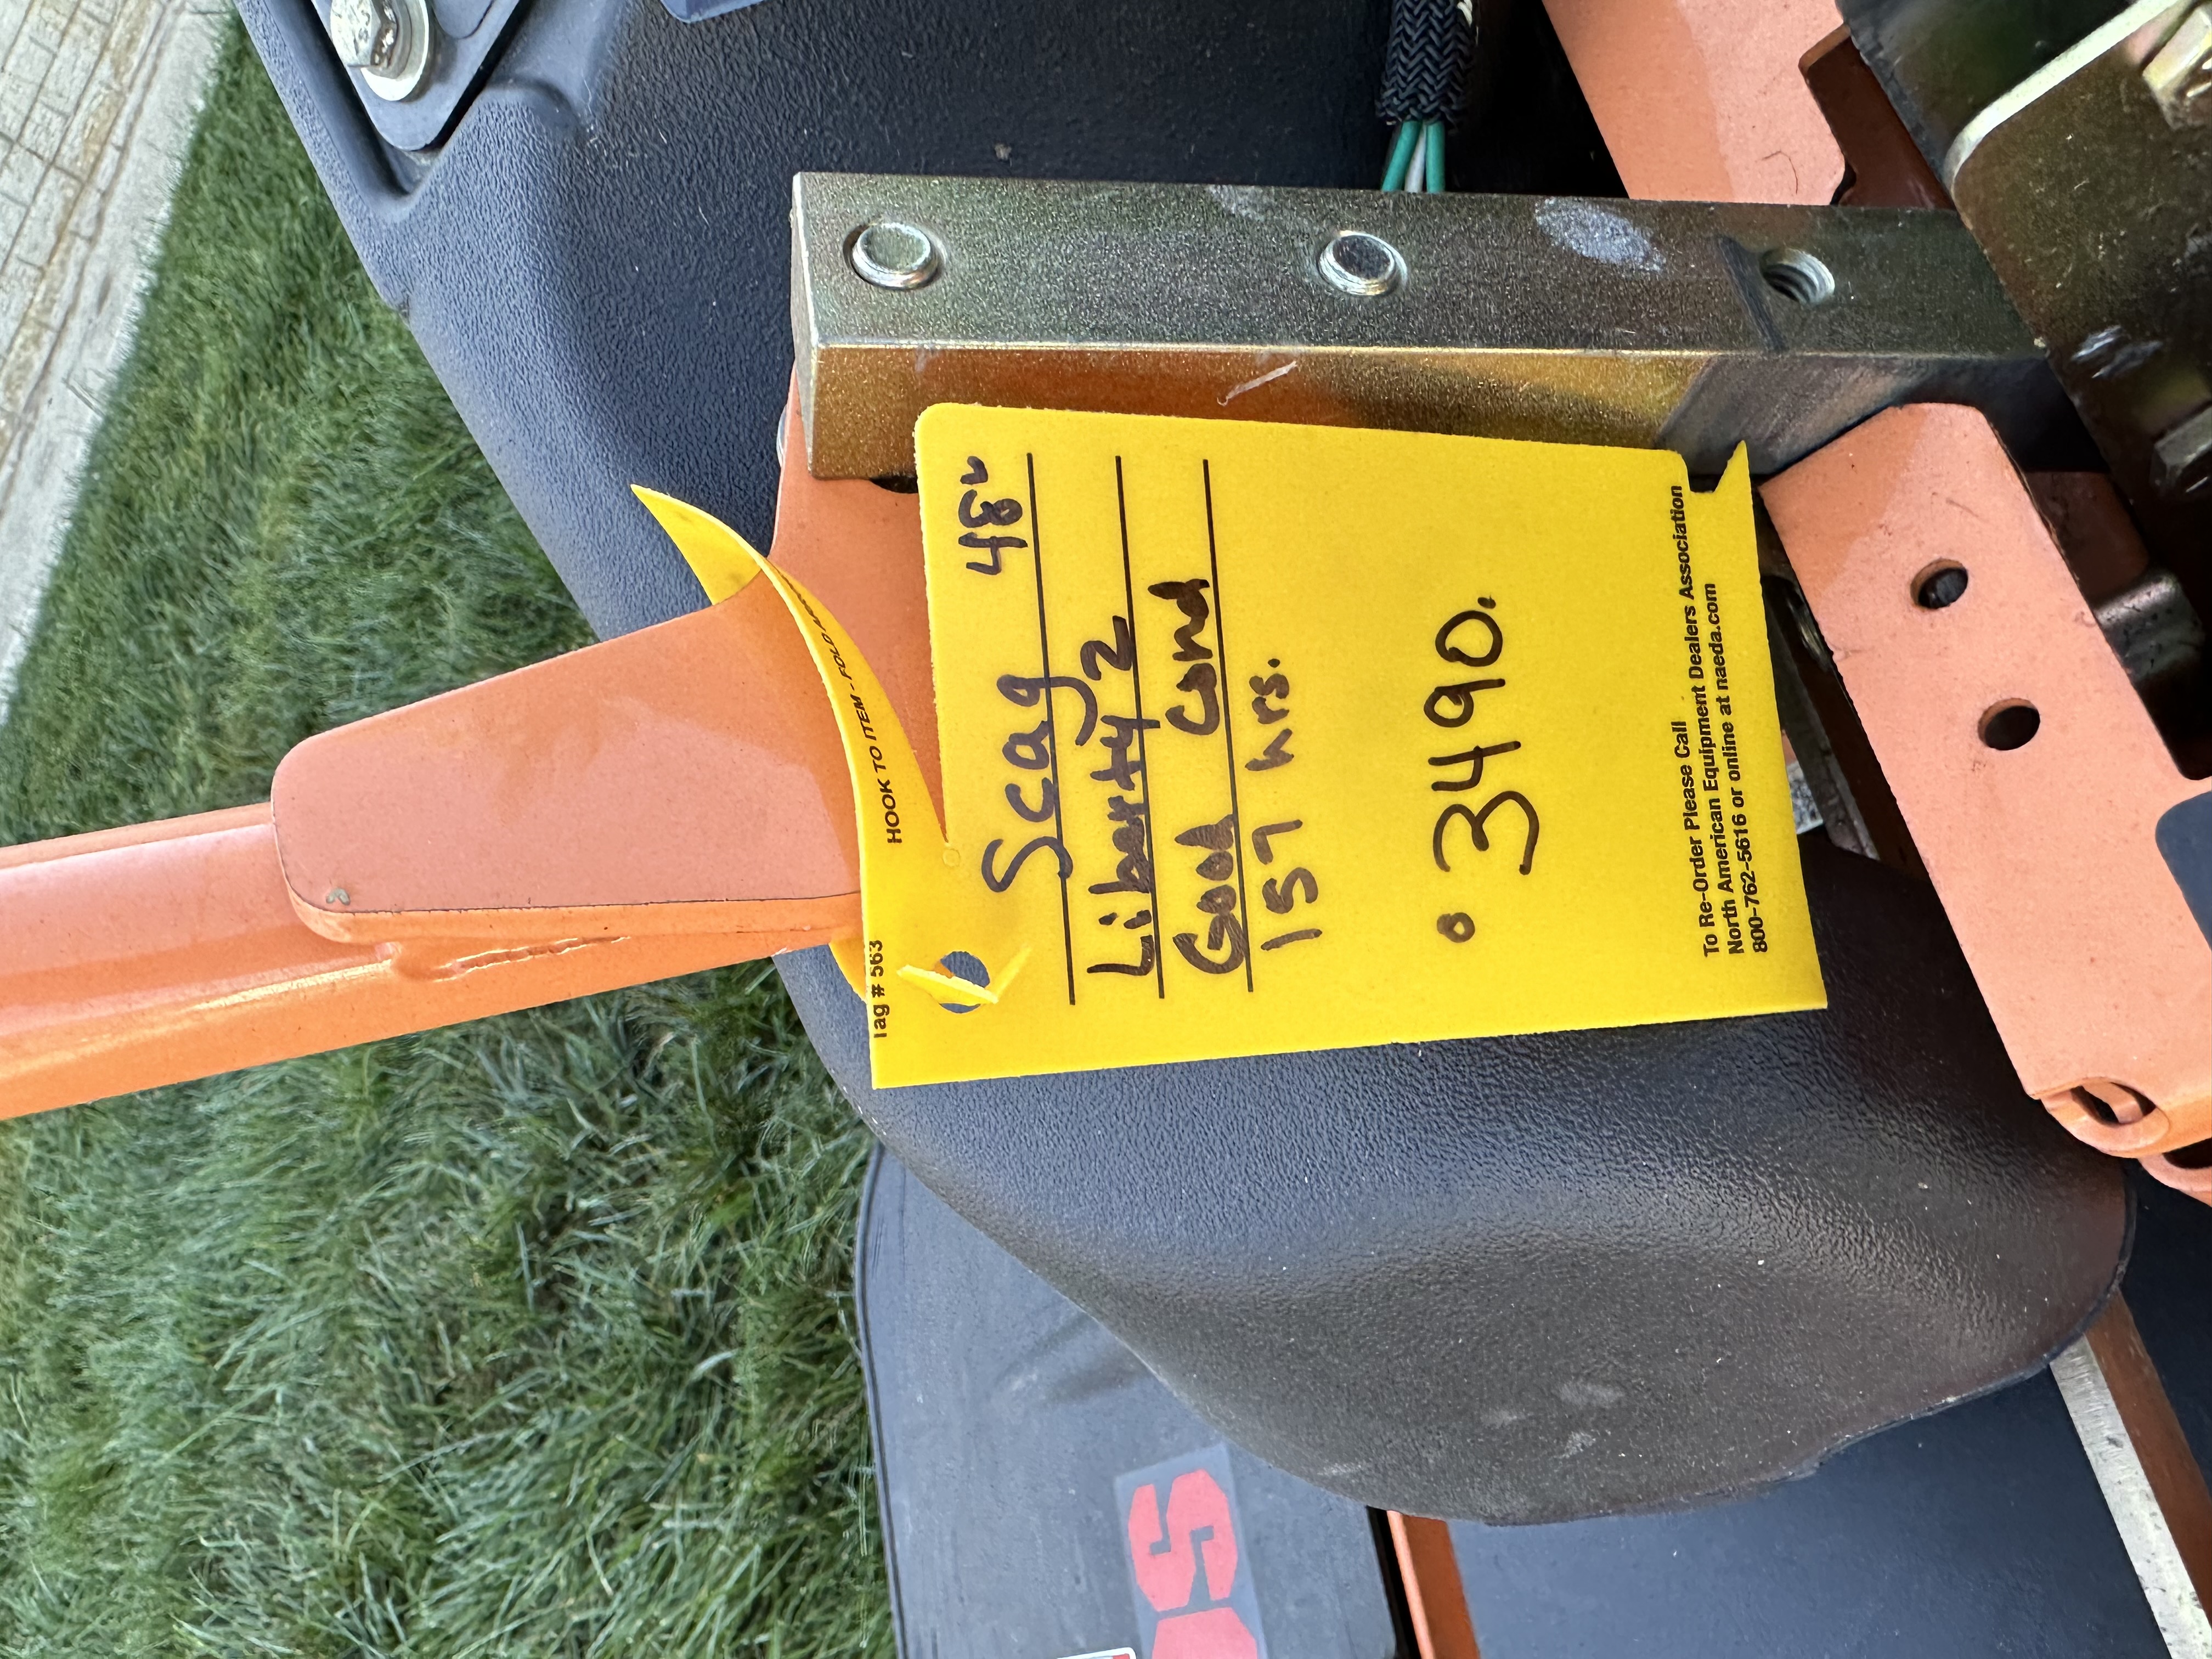 Tag # 563
HOOK TO ITEM - FOLD
Scag 48"
Liberty 2
Good Cond
157 hrs.
. 3490.
To Re-Order Please Call
North American Equipment Dealers Association
800-762-5616 or online at naeda.com